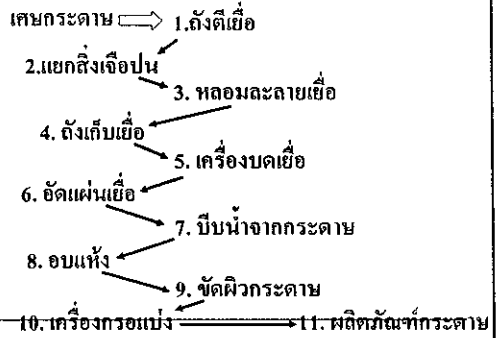 เศษกระดาษ 1.ถังตีเยื่อ
2.แยกสิ่งเจือปน
3. หลอมละลายเยื่อ
4. ถังเก็บเยื่อ
5. เครื่องบดเยื่อ
6. อัดแผ่นเยื่อ
7. บีบน้ำจากกระดาษ
8. อบแห้ง
9. ขัดผิวกระดาษ
10. เครื่องกรอแบ่ง 11. ผลิตภัณฑ์กระดาษ